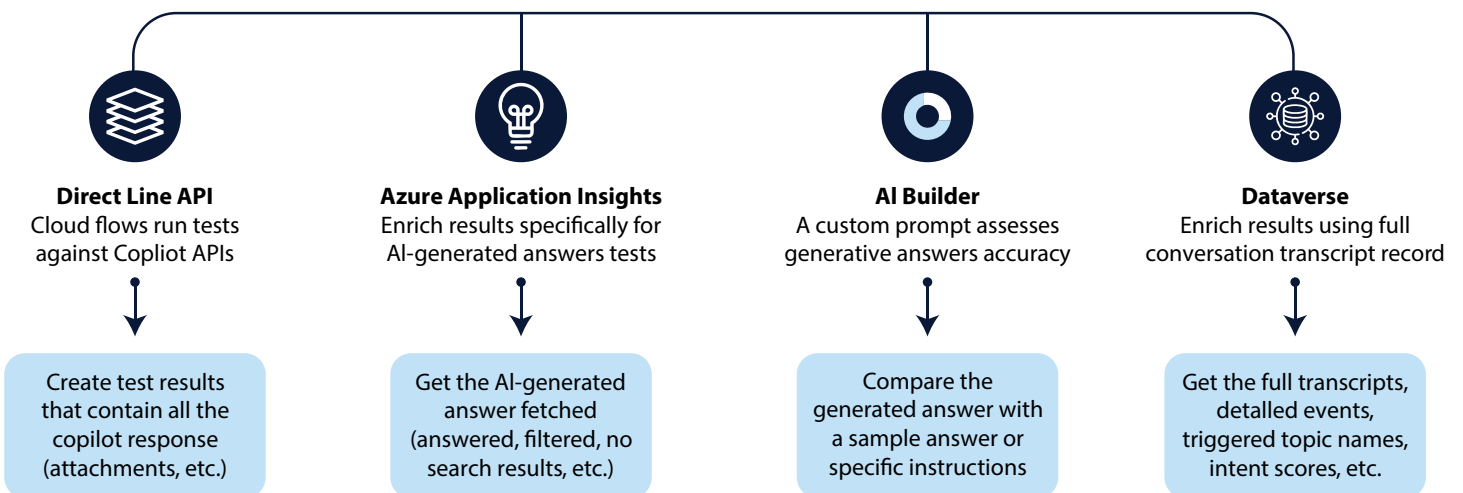 Direct Line API
Cloud flows run tests
against Copliot APIs
Create test results
that contain all the
copilot response
(attachments, etc.)
Azure Application Insights
Enrich results specifically for
Al-generated answers tests
Get the Al-generated
answer fetched
(answered, filtered, no
search results, etc.)
Al Builder
A custom prompt assesses
generative answers accuracy
Compare the
generated answer with
a sample answer or
specific instructions
Dataverse
Enrich results using full
conversation transcript record
Get the full transcripts,
detalled events,
triggered topic names,
intent scores, etc.